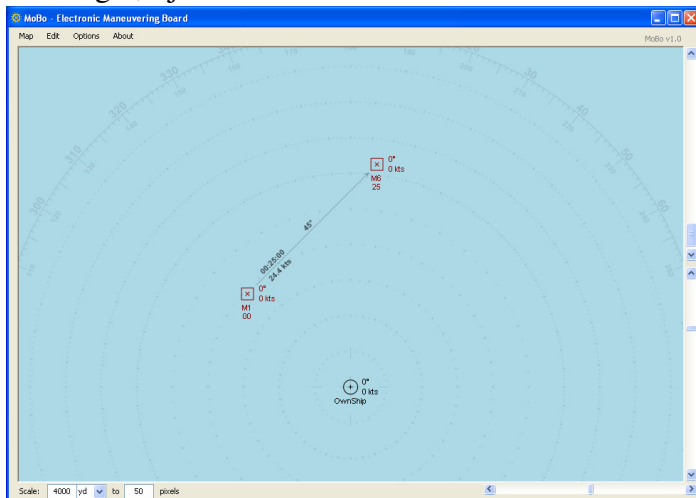 MoBo - Electronic Maneuvering Board
Map Edit Options About
MoBo v1.0
330
320
310
300
30
40
50
60
0°
0 kts
M6
25
45°
00:25:00
24.4 kts
0°
0 kts
M1
00
0°
0 kts
OwnShip
Scale: 4000 yd to 50 pixels